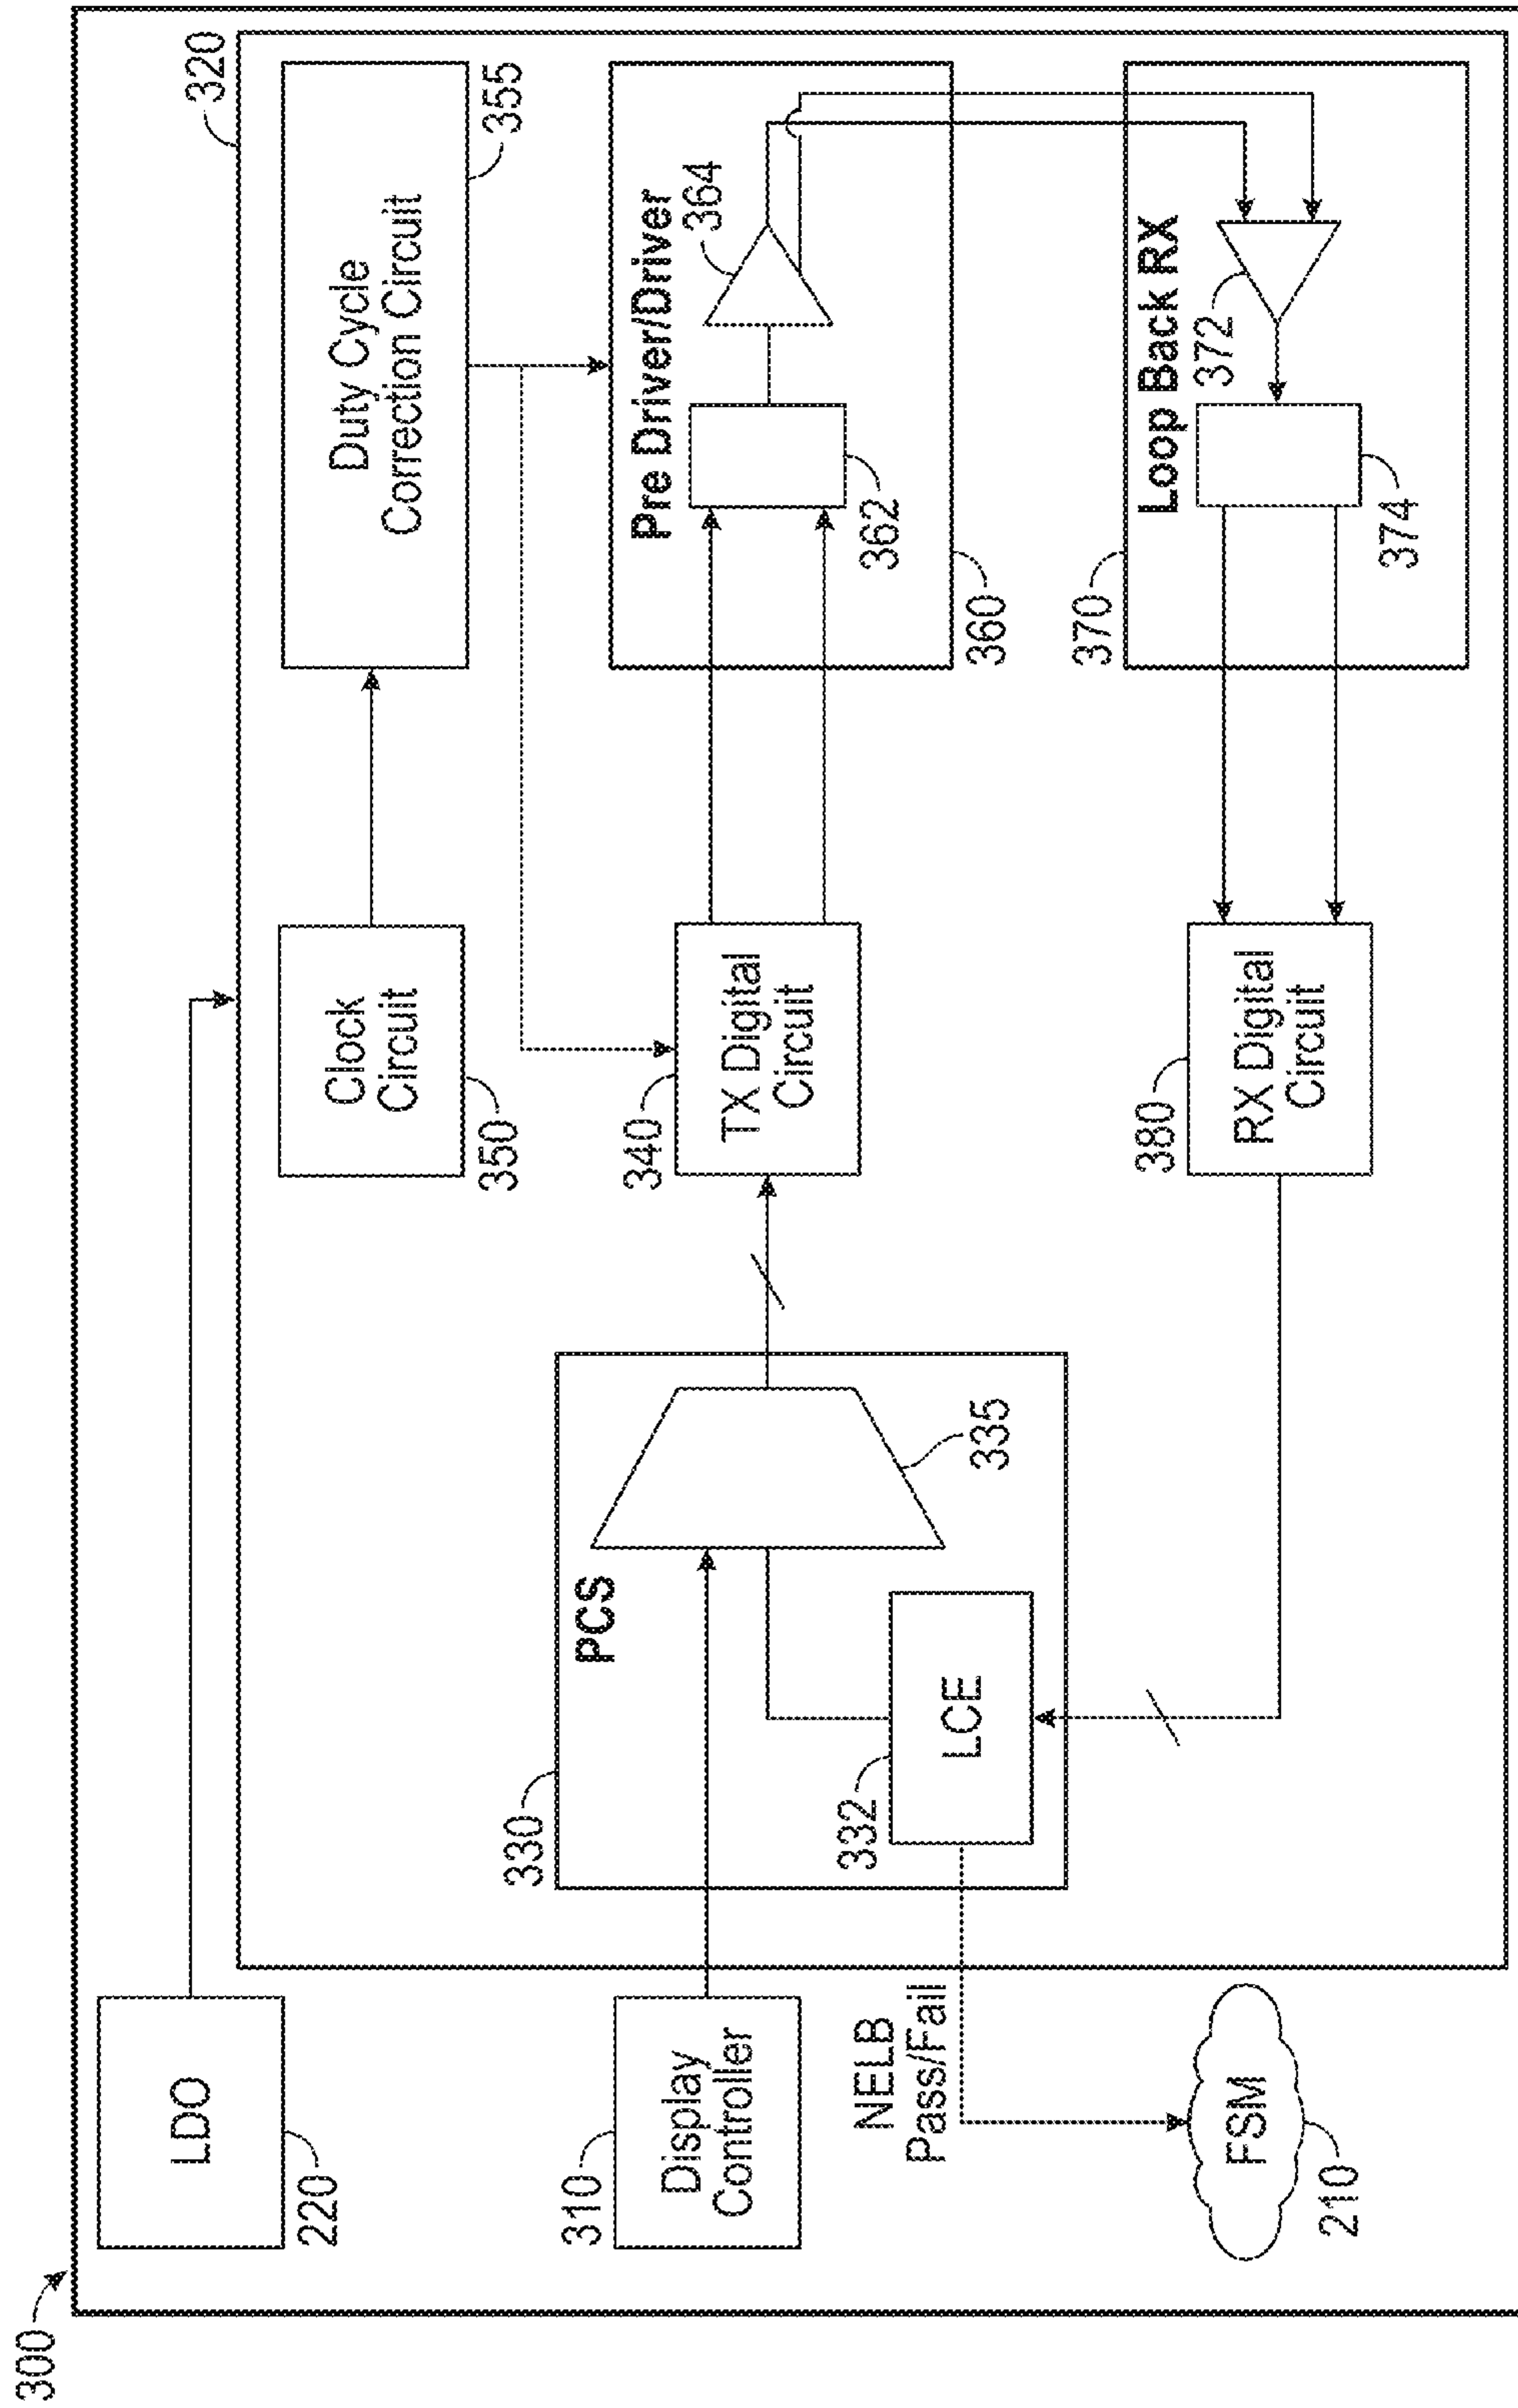 300
LDO
220
320
Clock
Circuit
350
Duty Cycle
Correction Circuit
355
310
Display
Controller
330
PCS
335
332
LCE
340
TX Digital
Circuit
Pre Driver/Driver
364
362
360
NELB
Pass/Fail
FSM
210
380
RX Digital
Circuit
370
Loop Back RX
372
374